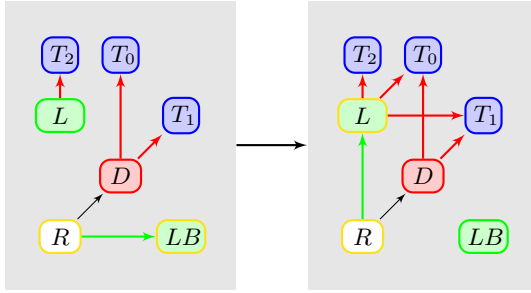 T₂ T₀ T₂ T₀
L T₁ L T₁
D D
R LB R LB